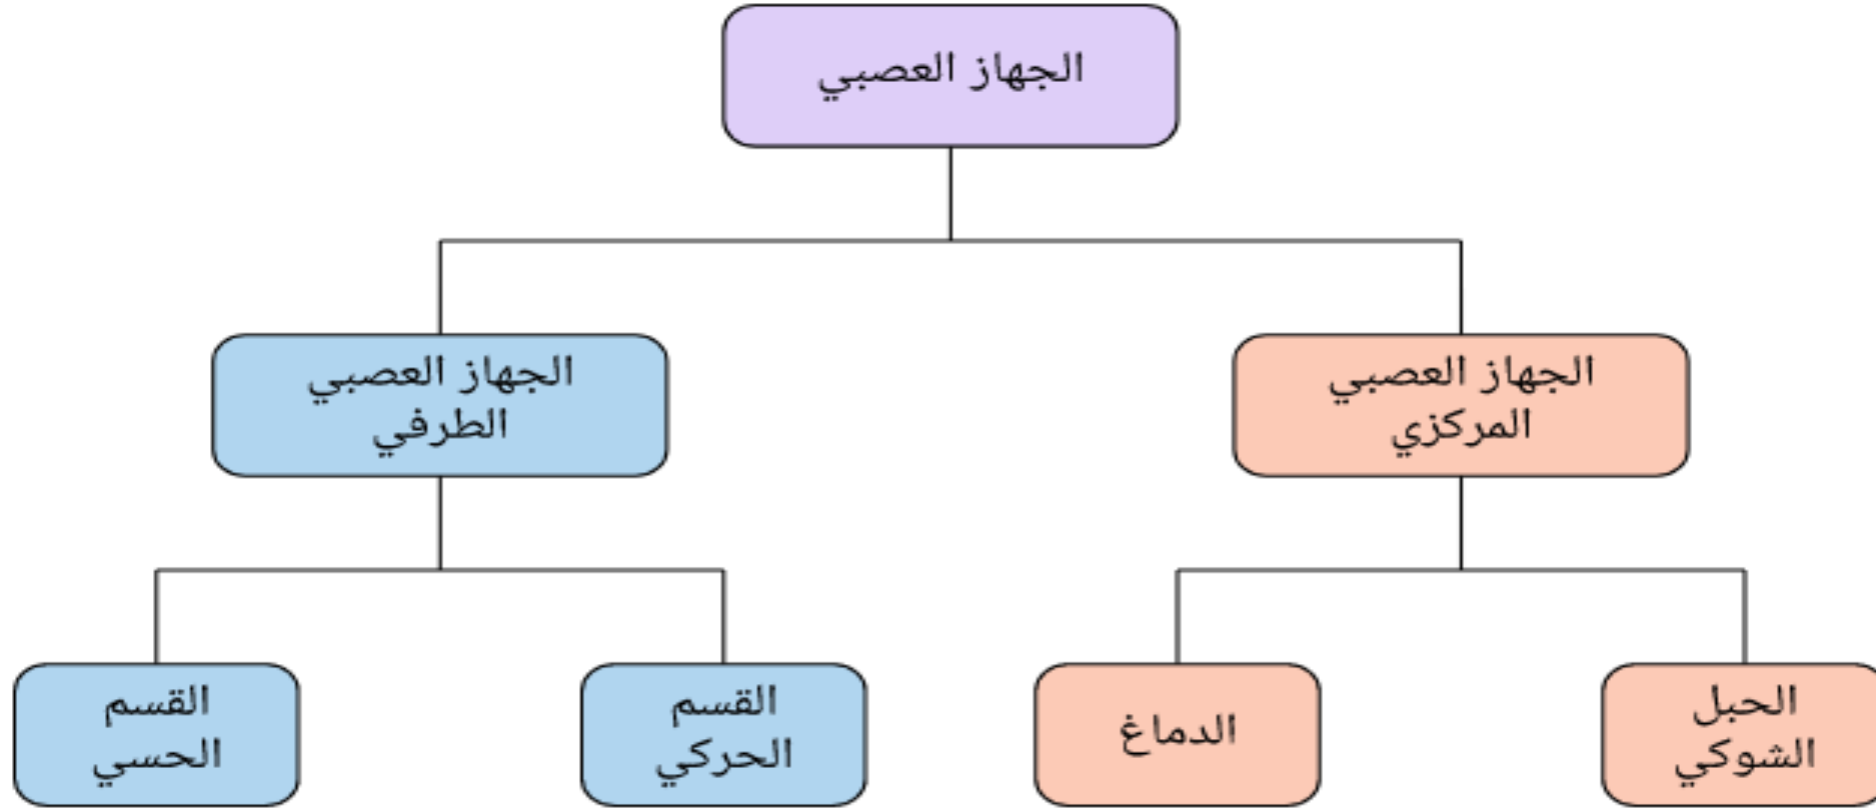 الجهاز العصبي
الجهاز العصبي
المركزي
الجهاز العصبي
الطرفي
الحبل
الشوكي
الدماغ
القسم
الحركي
القسم
الحسي